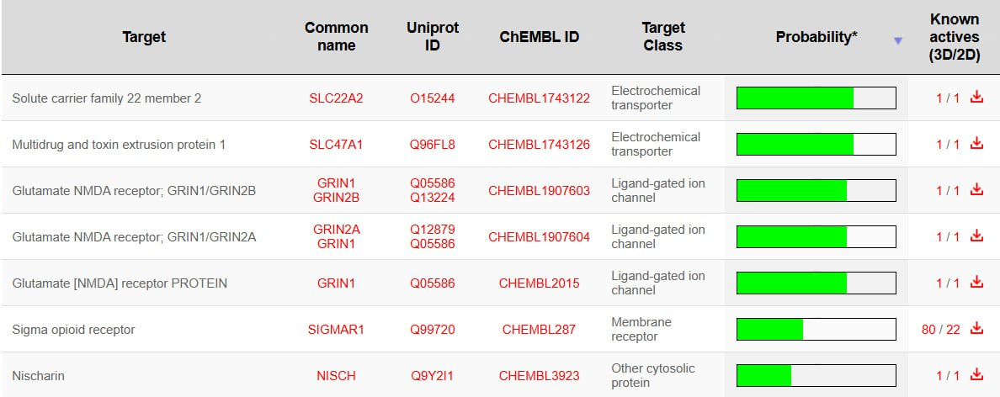 Target
Common
name
Uniprot
ID
ChEMBL ID
Target
Class
Probability*
Known
actives
(3D/2D)
Solute carrier family 22 member 2
SLC22A2
O15244
CHEMBL1743122
Electrochemical
transporter
1 / 1
Multidrug and toxin extrusion protein 1
SLC47A1
Q96FL8
CHEMBL1743126
Electrochemical
transporter
1 / 1
Glutamate NMDA receptor; GRIN1/GRIN2B
GRIN1
GRIN2B
Q05586
Q13224
CHEMBL1907603
Ligand-gated ion
channel
1 / 1
Glutamate NMDA receptor; GRIN1/GRIN2A
GRIN2A
GRIN1
Q12879
Q05586
CHEMBL1907604
Ligand-gated ion
channel
1 / 1
Glutamate [NMDA] receptor PROTEIN
GRIN1
Q05586
CHEMBL2015
Ligand-gated ion
channel
1 / 1
Sigma opioid receptor
SIGMAR1
Q99720
CHEMBL287
Membrane
receptor
80 / 22
Nischarin
NISCH
Q9Y2I1
CHEMBL3923
Other cytosolic
protein
1 / 1